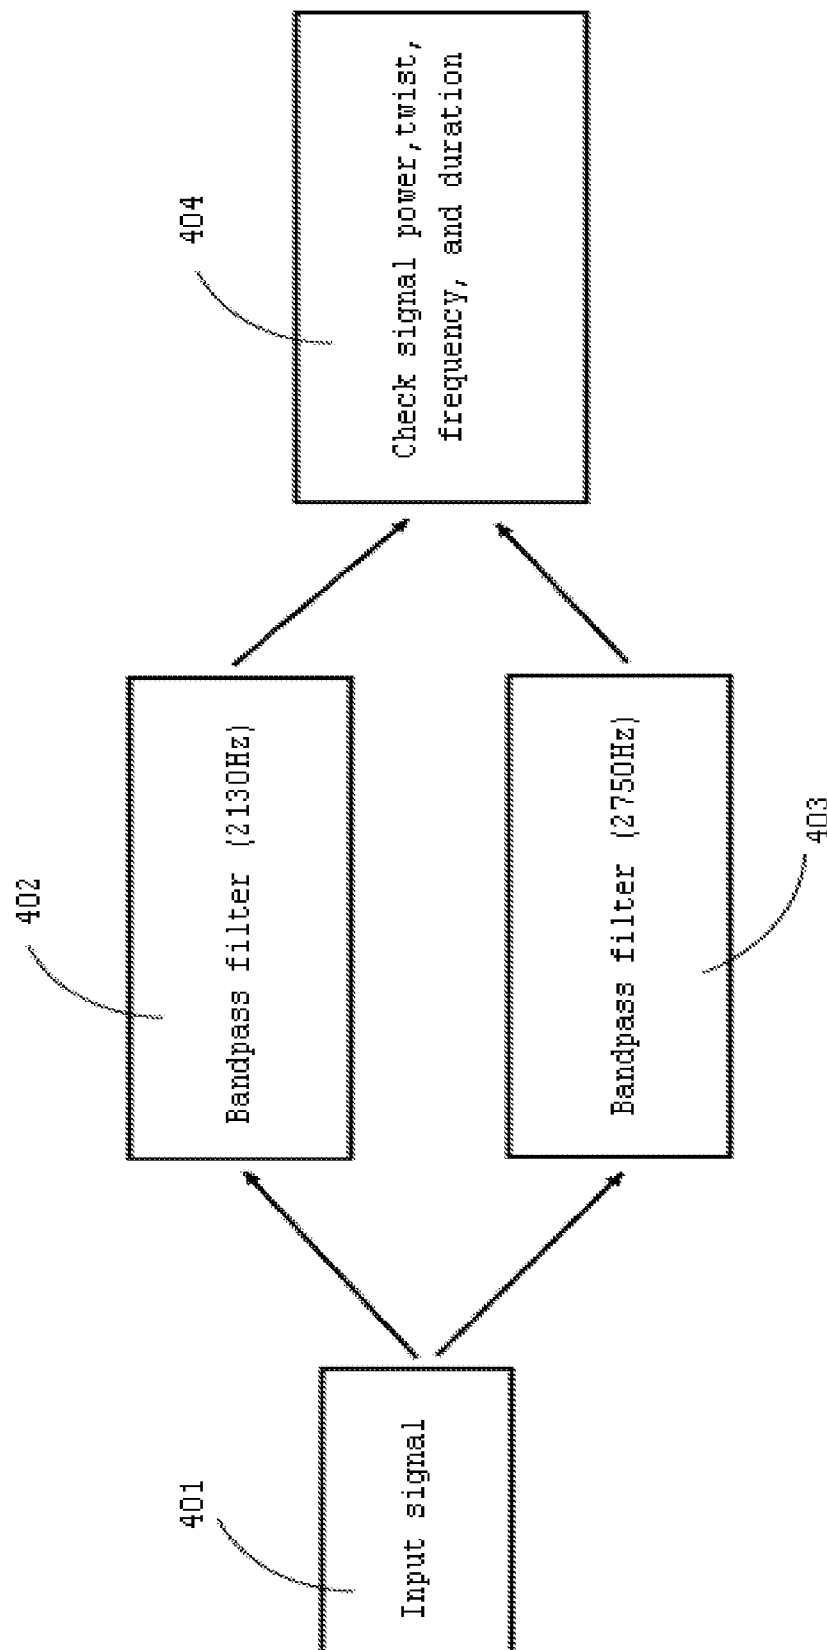 401
Input signal
402
Bandpass filter (2130Hz)
403
Bandpass filter (2750Hz)
404
Check signal power,twist,
frequency, and duration